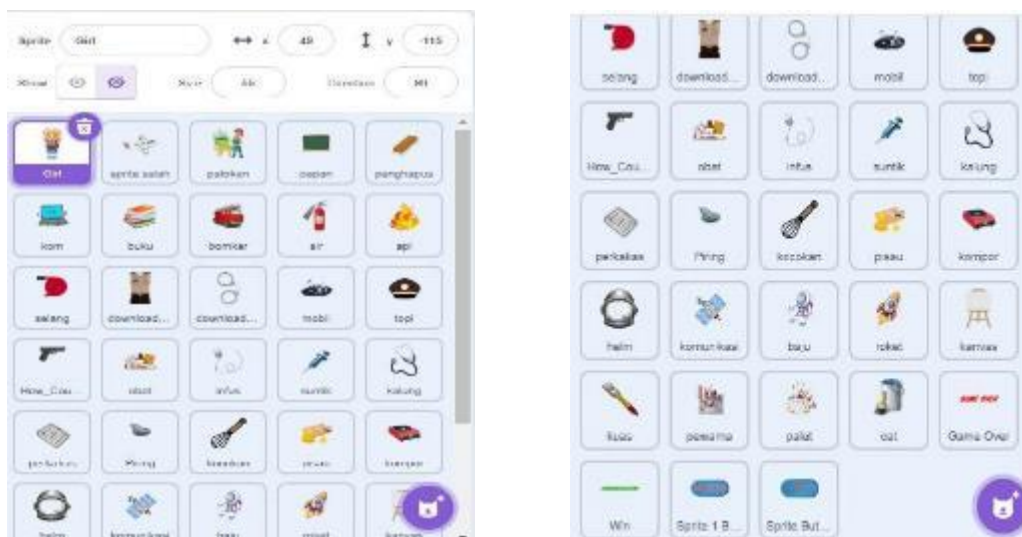 Sprite Girl x 49 y -115
Show Size Direction
Girl sprite salah papan penghapus
kom buku bomkar air api
selang download... download... mobil topi
How_Cou... obat infus suntik kalung
perkakas Piring kocokan pisau kompor
helm komunikasi baju roket kanvas
selang download... download... mobil topi
How_Cou... obat infus suntik kalung
perkakas Piring kocokan pisau kompor
helm komunikasi baju roket kanvas
kuas pewarna palet cat GAME OVER Game Over
Win Sprite 1 B... Sprite But...